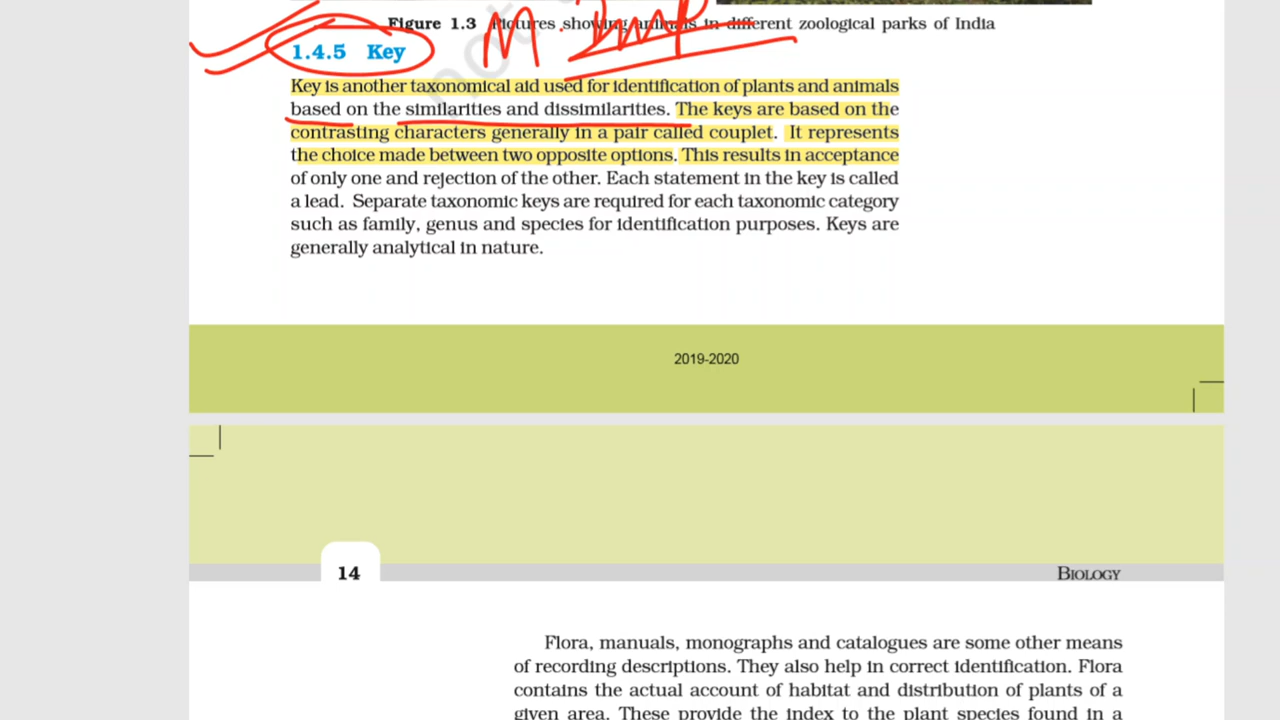 Figure 1.3 Pictures showing animals in different zoological parks of India
1.4.5 Key
M. Imp
Key is another taxonomical aid used for identification of plants and animals
based on the similarities and dissimilarities. The keys are based on the
contrasting characters generally in a pair called couplet. It represents
the choice made between two opposite options. This results in acceptance
of only one and rejection of the other. Each statement in the key is called
a lead. Separate taxonomic keys are required for each taxonomic category
such as family, genus and species for identification purposes. Keys are
generally analytical in nature.
not
2019-2020
14
BIOLOGY
Flora, manuals, monographs and catalogues are some other means
of recording descriptions. They also help in correct identification. Flora
contains the actual account of habitat and distribution of plants of a
given area. These provide the index to the plant species found in a